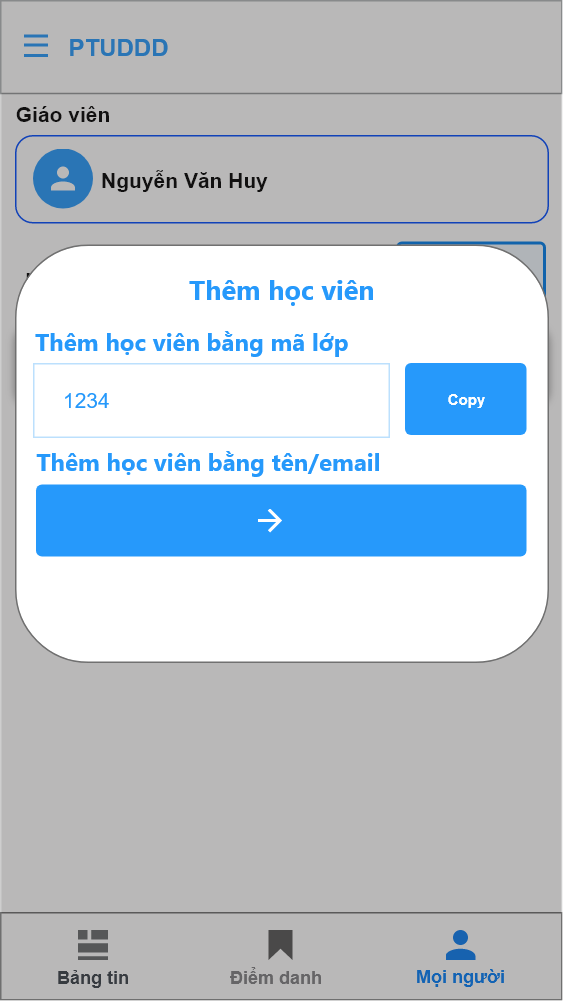 PTUDDD
Giáo viên
Nguyễn Văn Huy
Thêm học viên
Thêm học viên bằng mã lớp
1234
Copy
Thêm học viên bằng tên/email
Bảng tin
Điểm danh
Mọi người